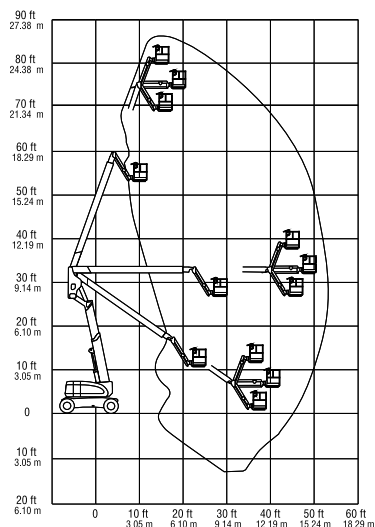 90 ft
27.38 m
80 ft
24.38 m
70 ft
21.34 m
60 ft
18.29 m
50 ft
15.24 m
40 ft
12.19 m
30 ft
9.14 m
20 ft
6.10 m
10 ft
3.05 m
0
10 ft
3.05 m
20 ft
6.10 m
0 10 ft 20 ft 30 ft 40 ft 50 ft 60 ft
3.05 m 6.10 m 9.14 m 12.19 m 15.24 m 18.29 m